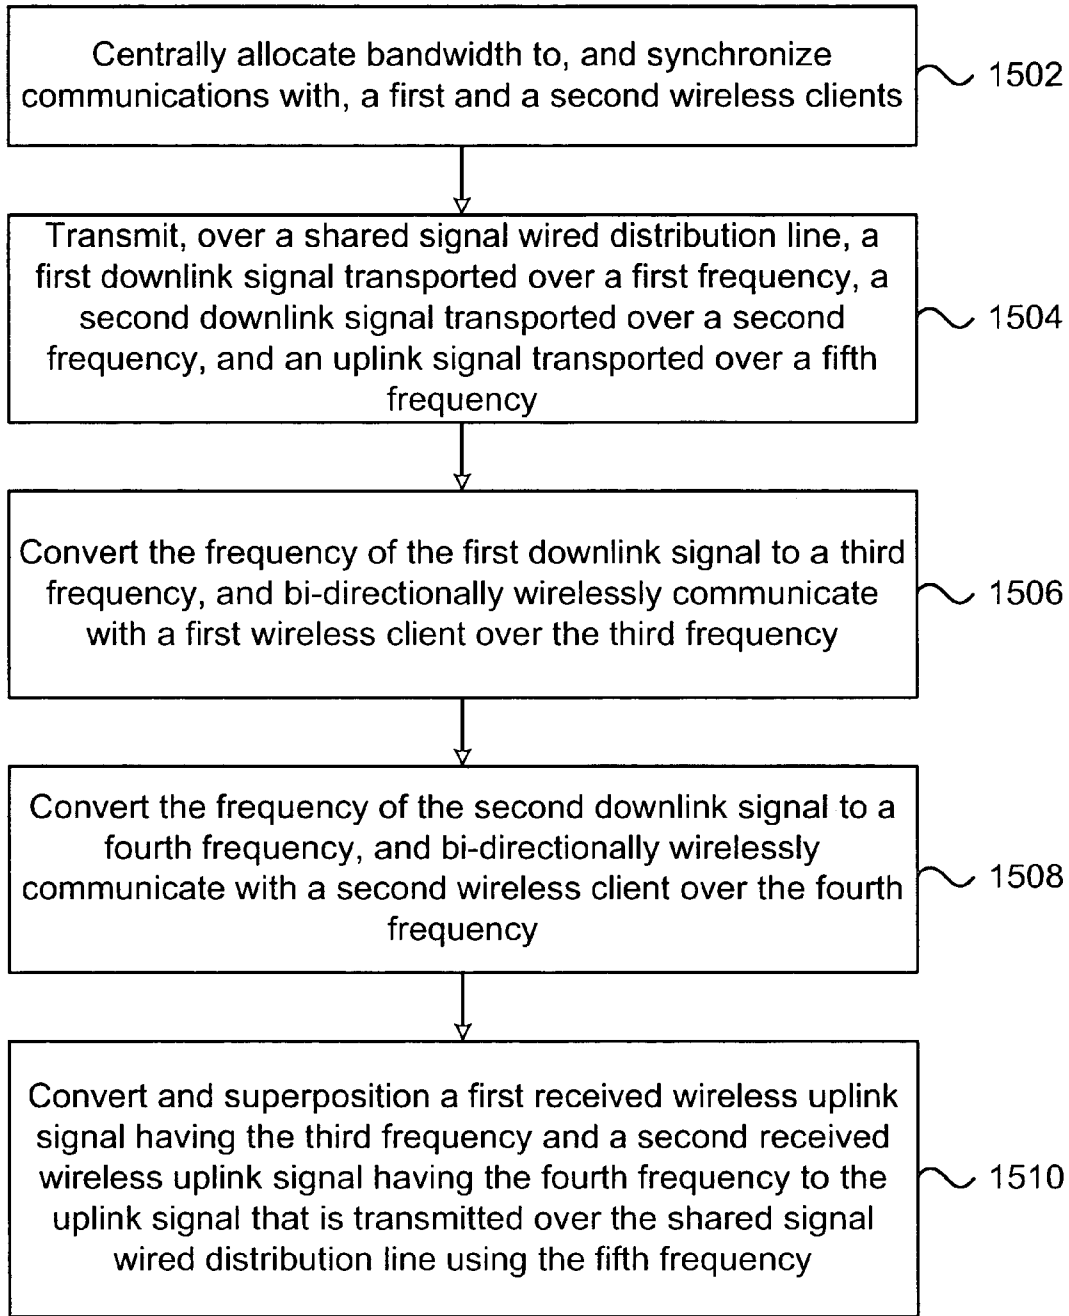 Centrally allocate bandwidth to, and synchronize
communications with, a first and a second wireless clients
1502
Transmit, over a shared signal wired distribution line, a
first downlink signal transported over a first frequency, a
second downlink signal transported over a second
frequency, and an uplink signal transported over a fifth
frequency
1504
Convert the frequency of the first downlink signal to a third
frequency, and bi-directionally wirelessly communicate
with a first wireless client over the third frequency
1506
Convert the frequency of the second downlink signal to a
fourth frequency, and bi-directionally wirelessly
communicate with a second wireless client over the fourth
frequency
1508
Convert and superposition a first received wireless uplink
signal having the third frequency and a second received
wireless uplink signal having the fourth frequency to the
uplink signal that is transmitted over the shared signal
wired distribution line using the fifth frequency
1510